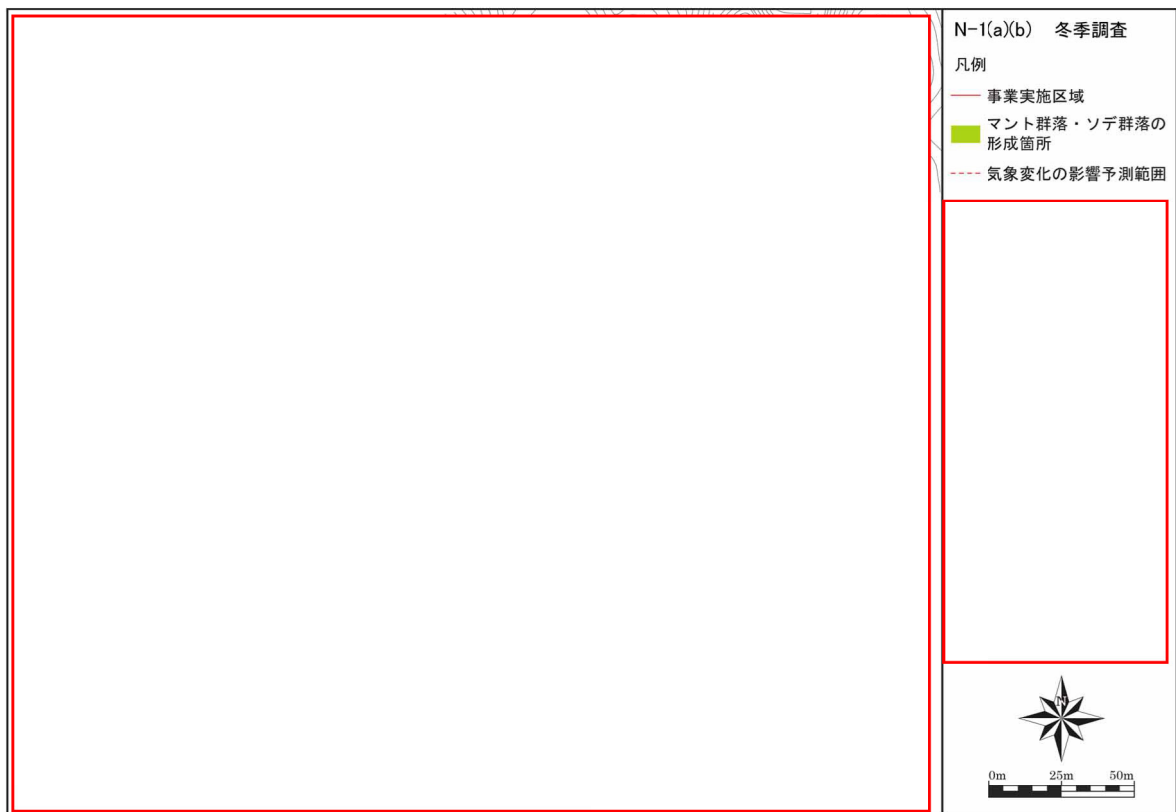 N-1(a)(b) 冬季調査
凡例
事業実施区域
マント群落・ソデ群落の
形成箇所
気象変化の影響予測範囲
N
0m 25m 50m